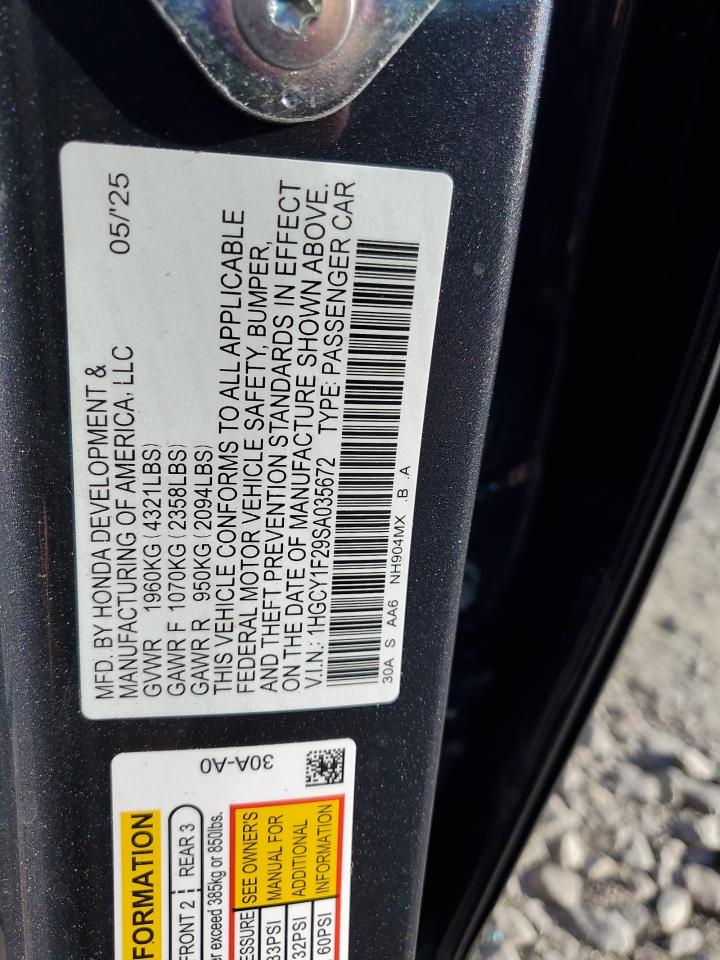 MFD. BY HONDA DEVELOPMENT &
MANUFACTURING OF AMERICA, LLC 05/'25
GVWR 1960KG (4321LBS)
GAWR F 1070KG (2358LBS)
GAWR R 950KG (2094LBS)
THIS VEHICLE CONFORMS TO ALL APPLICABLE
FEDERAL MOTOR VEHICLE SAFETY, BUMPER,
AND THEFT PREVENTION STANDARDS IN EFFECT
ON THE DATE OF MANUFACTURE SHOWN ABOVE.
V.I.N.: 1HGCY1F29SA035672 TYPE: PASSENGER CAR
30A S AA6 NH904MX .B .A
30A-A0
FRONT 2 REAR 3
exceed 385kg or 850lbs.
SEE OWNER'S
MANUAL FOR
ADDITIONAL
INFORMATION
33PSI
32PSI
60PSI